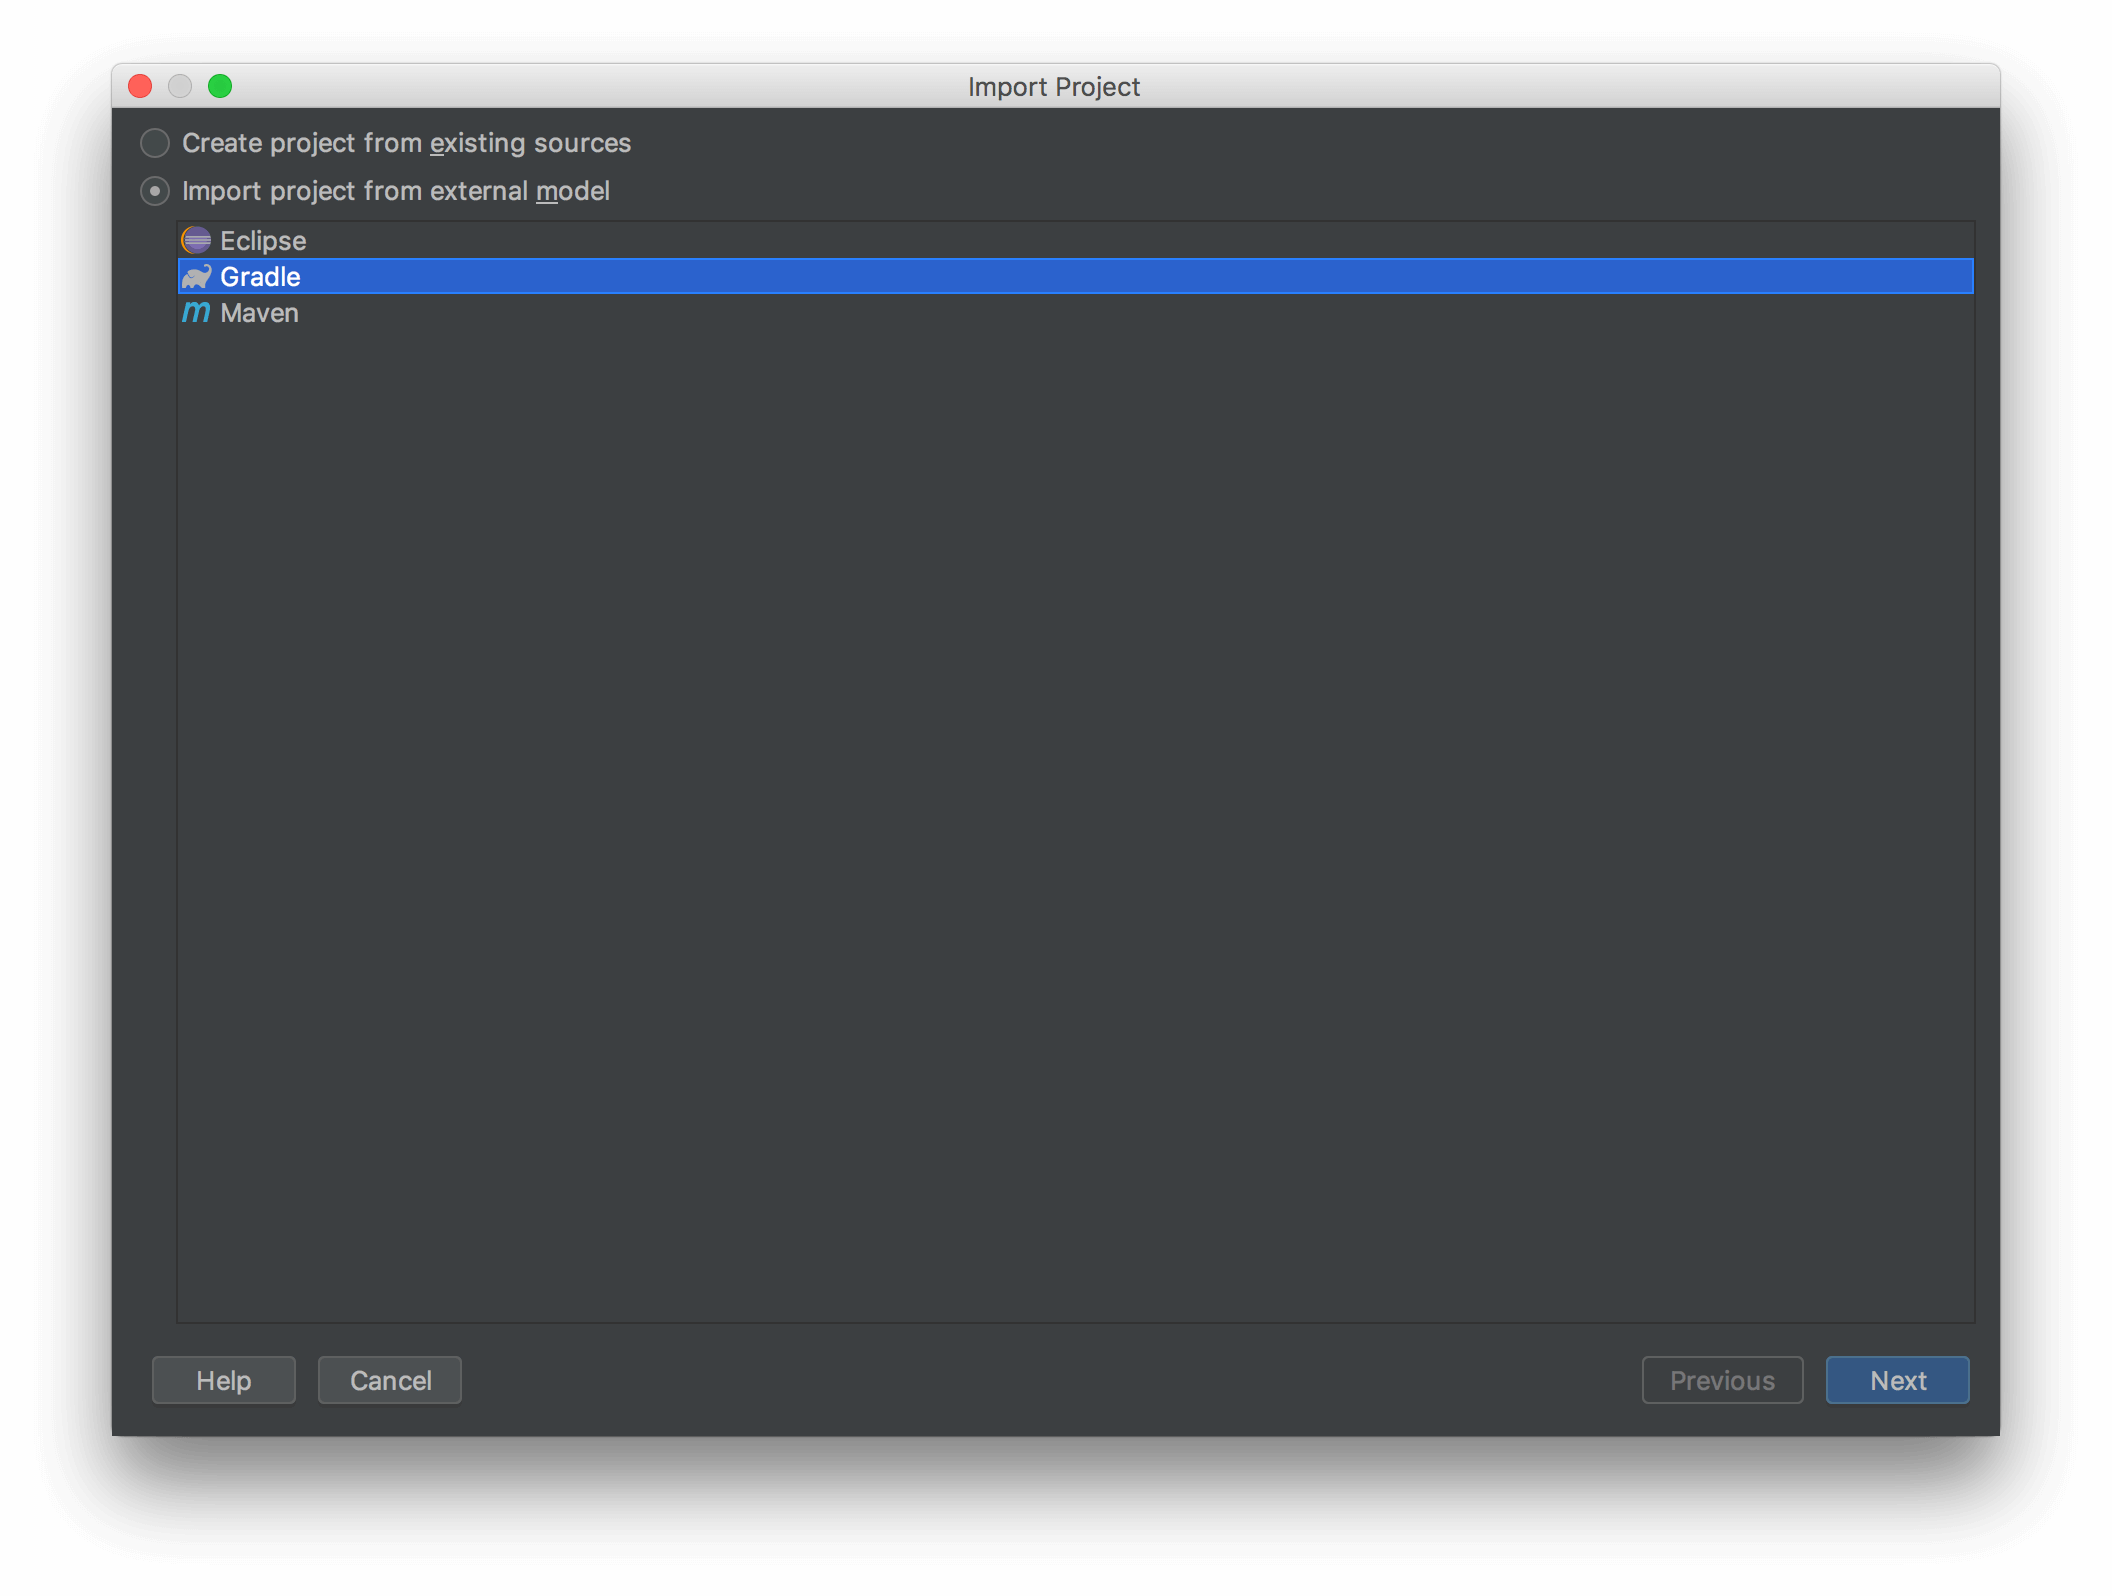 Import Project
Create project from existing sources
Import project from external model
Eclipse
Gradle
m Maven
Help Cancel Previous Next